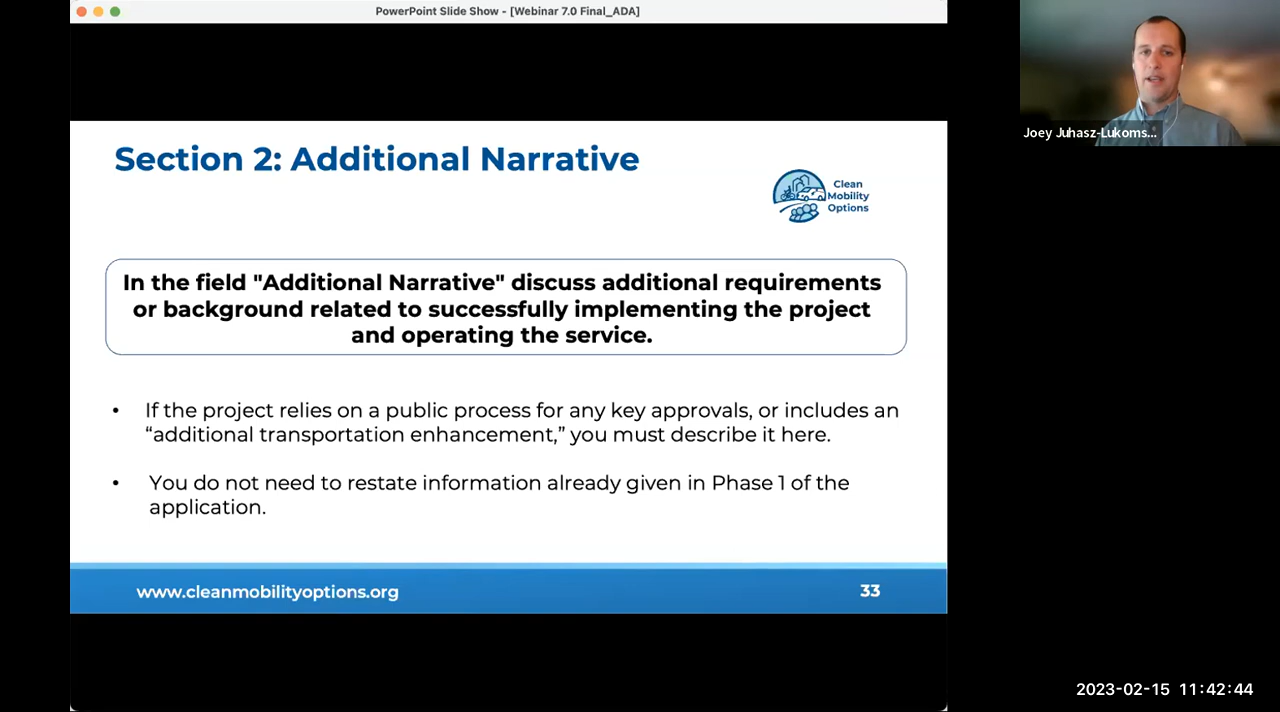 PowerPoint Slide Show - [Webinar 7.0 Final_ADA]
Section 2: Additional Narrative
Clean
Mobility
Options
In the field "Additional Narrative" discuss additional requirements
or background related to successfully implementing the project
and operating the service.
• If the project relies on a public process for any key approvals, or includes an
“additional transportation enhancement,” you must describe it here.
• You do not need to restate information already given in Phase 1 of the
application.
www.cleanmobilityoptions.org
33
Joey Juhasz-Lukoms...
2023-02-15 11:42:44